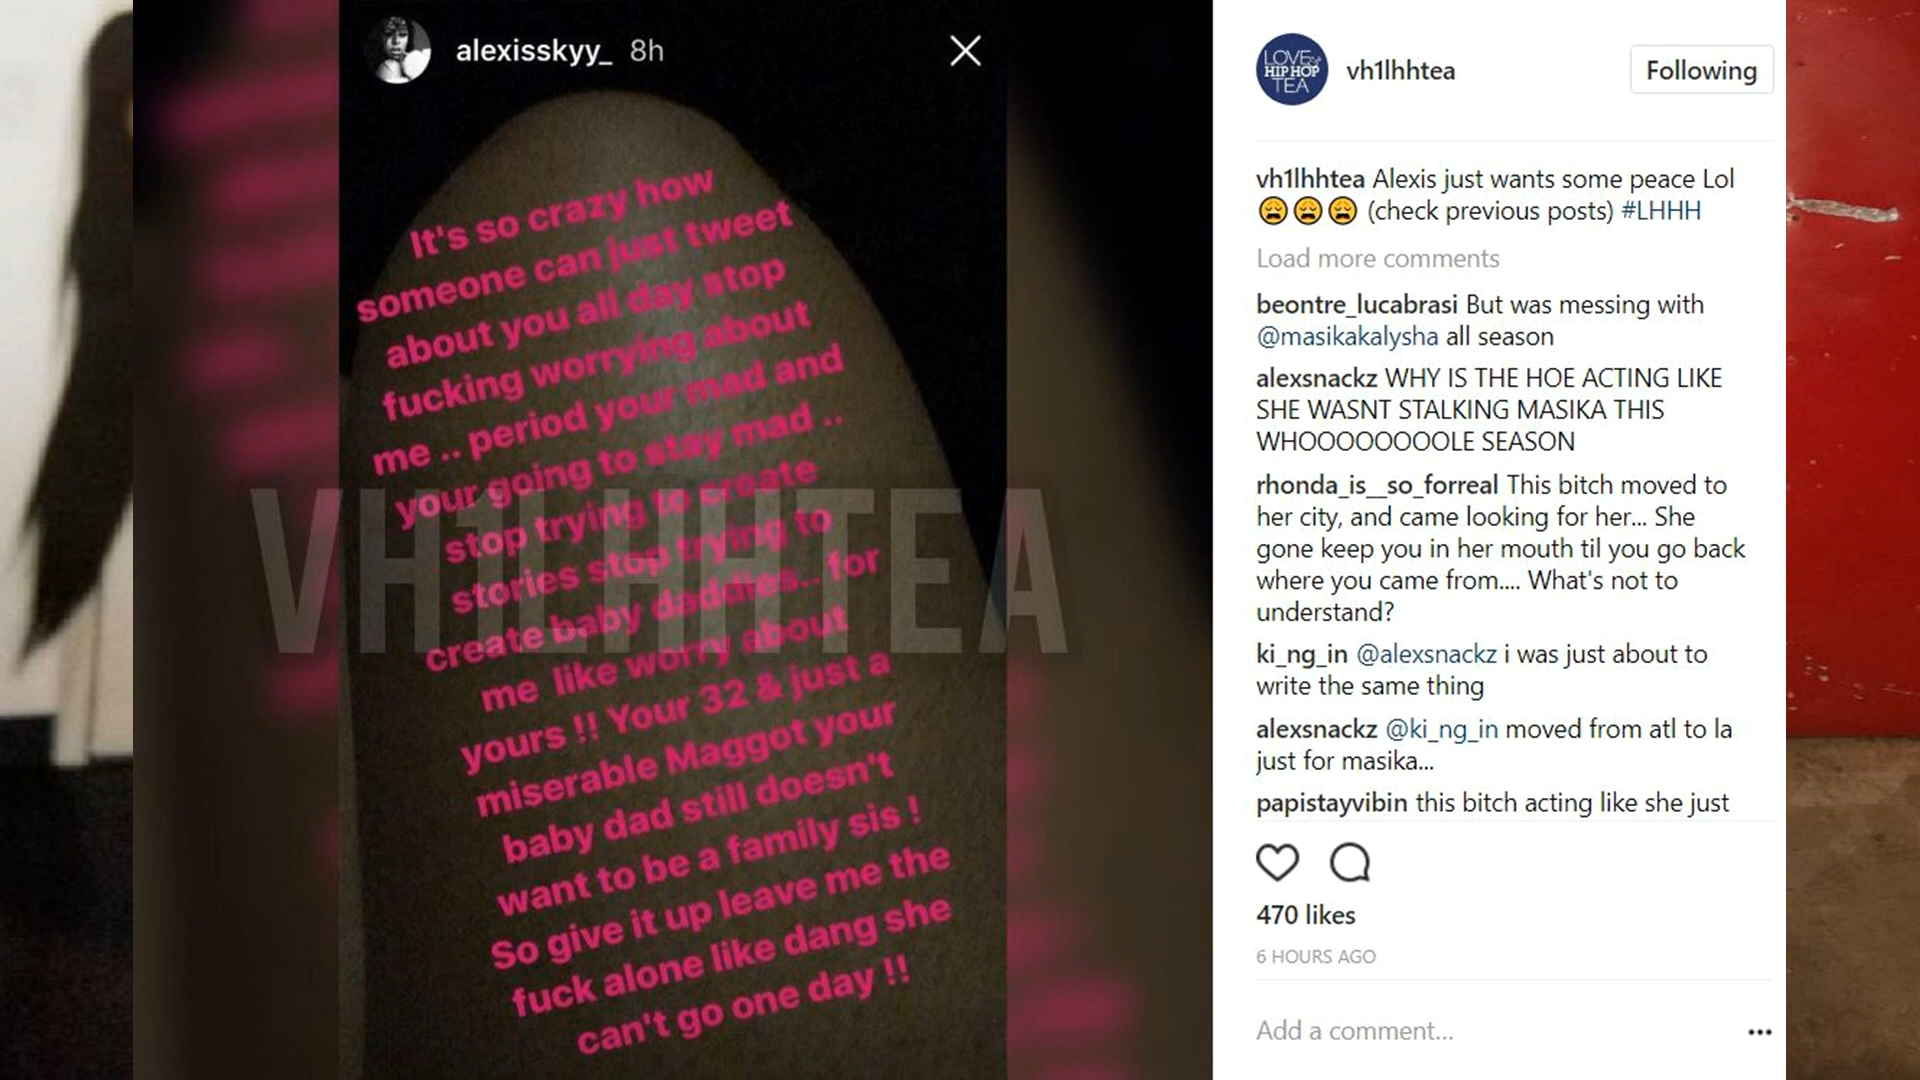 alexisskyy_ 8h
It's so crazy how
someone can just tweet
about you all day stop
fucking worrying about
me .. period your mad and
your going to stay mad ..
stop trying to create
stories stop trying to
create baby daddies.. for
me like worry about
yours !! Your 32 & just a
miserable Maggot your
baby dad still doesn't
want to be a family sis !
So give it up leave me the
fuck alone like dang she
can't go one day !!
VH1LHHTEA
LOVE &
HIP HOP
TEA
vh1lhhtea
Following
vh1lhhtea Alexis just wants some peace Lol
😩😩😩 (check previous posts) #LHHH
Load more comments
beontre_lucabrasi But was messing with
@masikakalysha all season
alexsnackz WHY IS THE HOE ACTING LIKE
SHE WASNT STALKING MASIKA THIS
WHOOOOOOOOLE SEASON
rhonda_is__so_forreal This bitch moved to
her city, and came looking for her... She
gone keep you in her mouth til you go back
where you came from.... What's not to
understand?
ki_ng_in @alexsnackz i was just about to
write the same thing
alexsnackz @ki_ng_in moved from atl to la
just for masika...
papistayvibin this bitch acting like she just
470 likes
6 HOURS AGO
Add a comment...